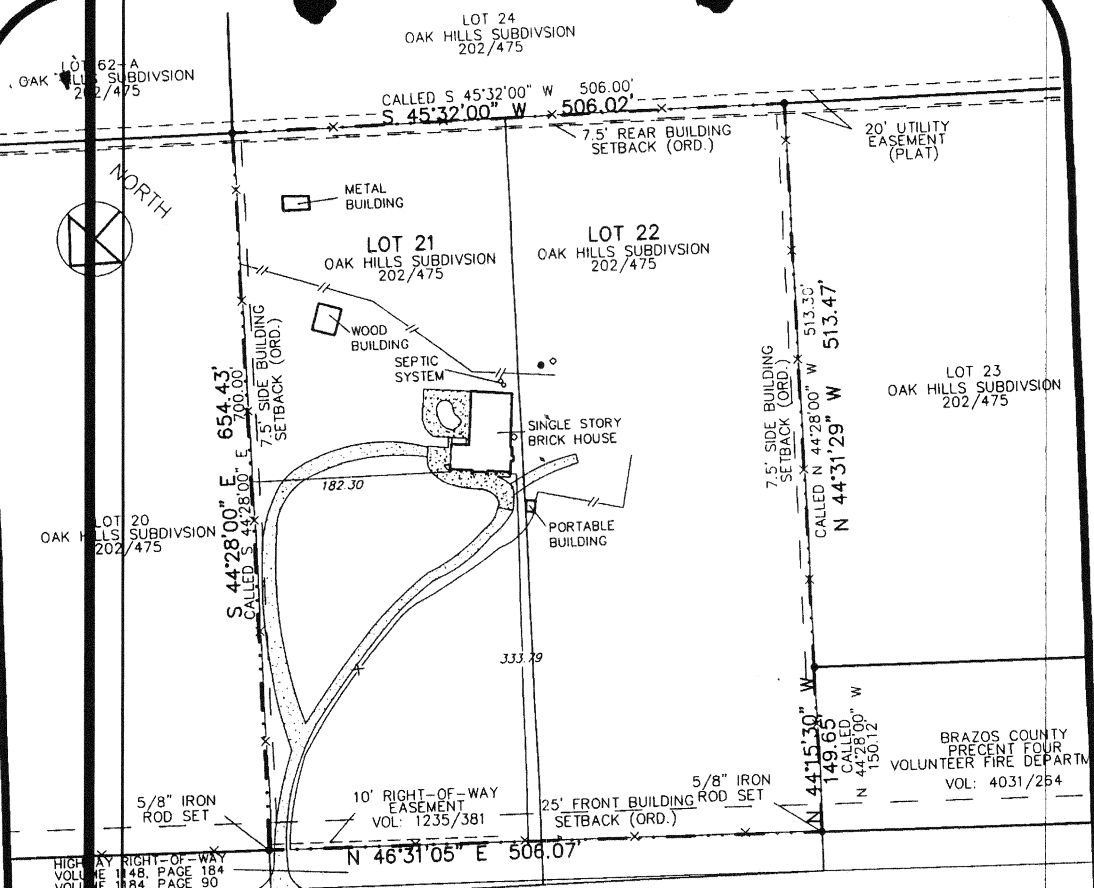 LOT 24
OAK HILLS SUBDIVSION
202/475
LOT 62-A
OAK HILLS SUBDIVSION
202/475
CALLED S 45°32'00" W 506.00'
S 45°32'00" W 506.02'
7.5' REAR BUILDING
SETBACK (ORD.)
20' UTILITY
EASEMENT
(PLAT)
NORTH
METAL
BUILDING
LOT 21
OAK HILLS SUBDIVSION
202/475
LOT 22
OAK HILLS SUBDIVSION
202/475
WOOD
BUILDING
SEPTIC
SYSTEM
7.5' SIDE BUILDING
SETBACK (ORD.)
S 44°28'00" E 654.43'
CALLED S 44°28'00" E 700.00'
SINGLE STORY
BRICK HOUSE
182.30
PORTABLE
BUILDING
7.5' SIDE BUILDING
SETBACK (ORD.)
CALLED N 44°28'00" W 513.30'
N 44°31'29" W 513.47'
LOT 23
OAK HILLS SUBDIVSION
202/475
LOT 20
OAK HILLS SUBDIVSION
202/475
333.79
N 44°15'30" W
149.65'
CALLED
N 44°28'00" W
150.12'
BRAZOS COUNTY
PRECENT FOUR
VOLUNTEER FIRE DEPARTM
VOL: 4031/264
5/8" IRON
ROD SET
10' RIGHT-OF-WAY
EASEMENT
VOL: 1235/381
25' FRONT BUILDING
SETBACK (ORD.)
5/8" IRON
ROD SET
N 46°31'05" E 506.07'
HIGHWAY RIGHT-OF-WAY
VOLUME 1148, PAGE 184
VOLUME 1184, PAGE 90